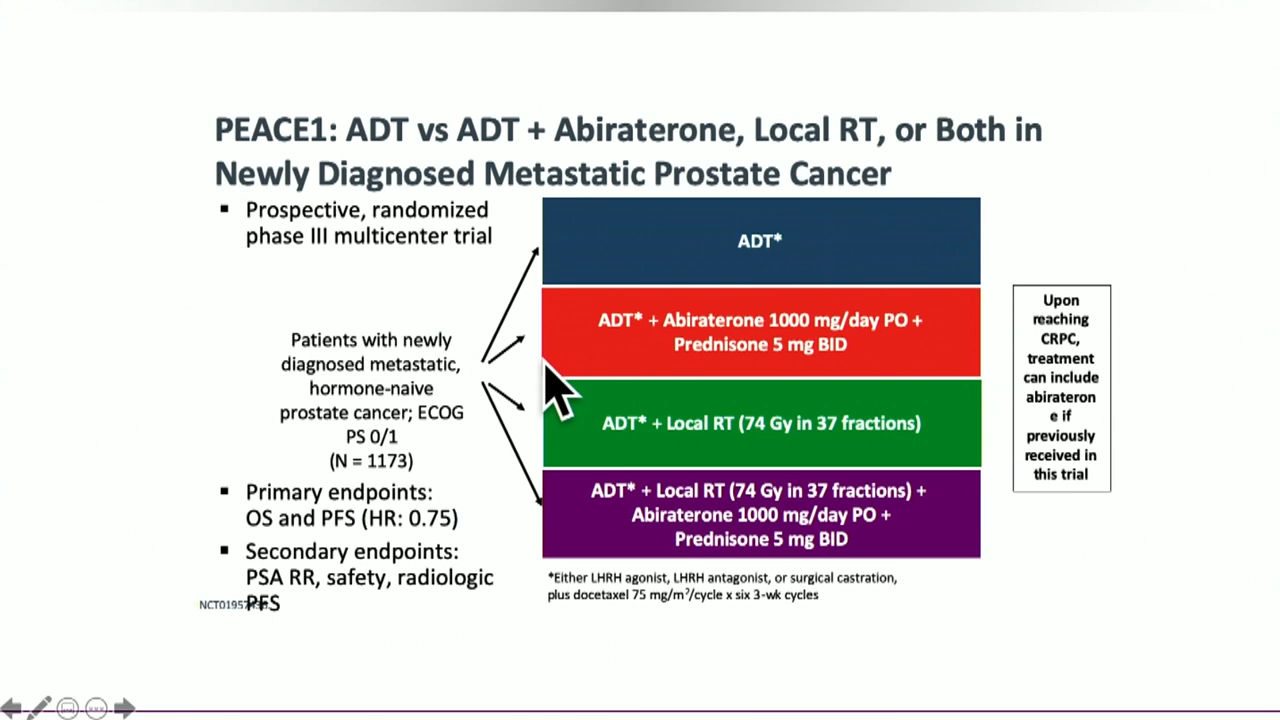 PEACE1: ADT vs ADT + Abiraterone, Local RT, or Both in
Newly Diagnosed Metastatic Prostate Cancer
▪ Prospective, randomized
phase III multicenter trial
Patients with newly
diagnosed metastatic,
hormone-naive
prostate cancer; ECOG
PS 0/1
(N = 1173)
▪ Primary endpoints:
OS and PFS (HR: 0.75)
▪ Secondary endpoints:
PSA RR, safety, radiologic
PFS
ADT*
ADT* + Abiraterone 1000 mg/day PO +
Prednisone 5 mg BID
ADT* + Local RT (74 Gy in 37 fractions)
ADT* + Local RT (74 Gy in 37 fractions) +
Abiraterone 1000 mg/day PO +
Prednisone 5 mg BID
*Either LHRH agonist, LHRH antagonist, or surgical castration,
plus docetaxel 75 mg/m²/cycle x six 3-wk cycles
Upon
reaching
CRPC,
treatment
can include
abirateron
e if
previously
received in
this trial